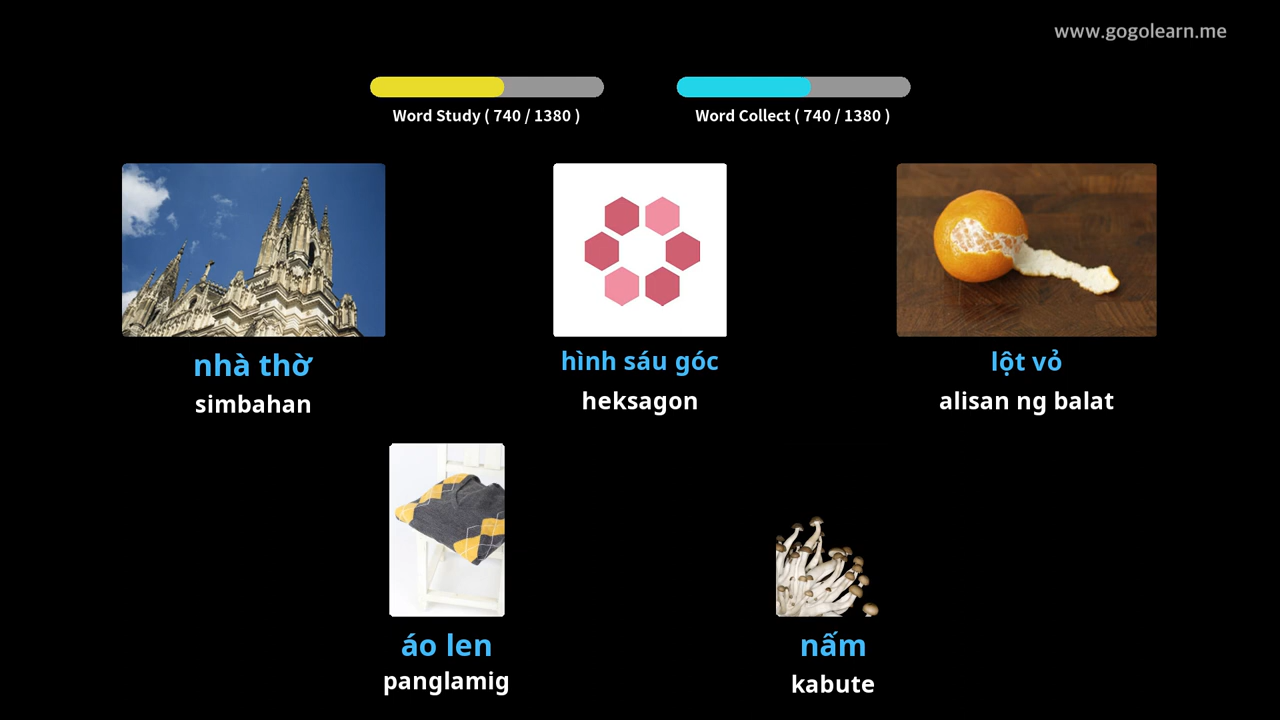 www.gogolearn.me
Word Study ( 740 / 1380 )
Word Collect ( 740 / 1380 )
nhà thờ
simbahan
hình sáu góc
heksagon
lột vỏ
alisan ng balat
áo len
panglamig
nấm
kabute